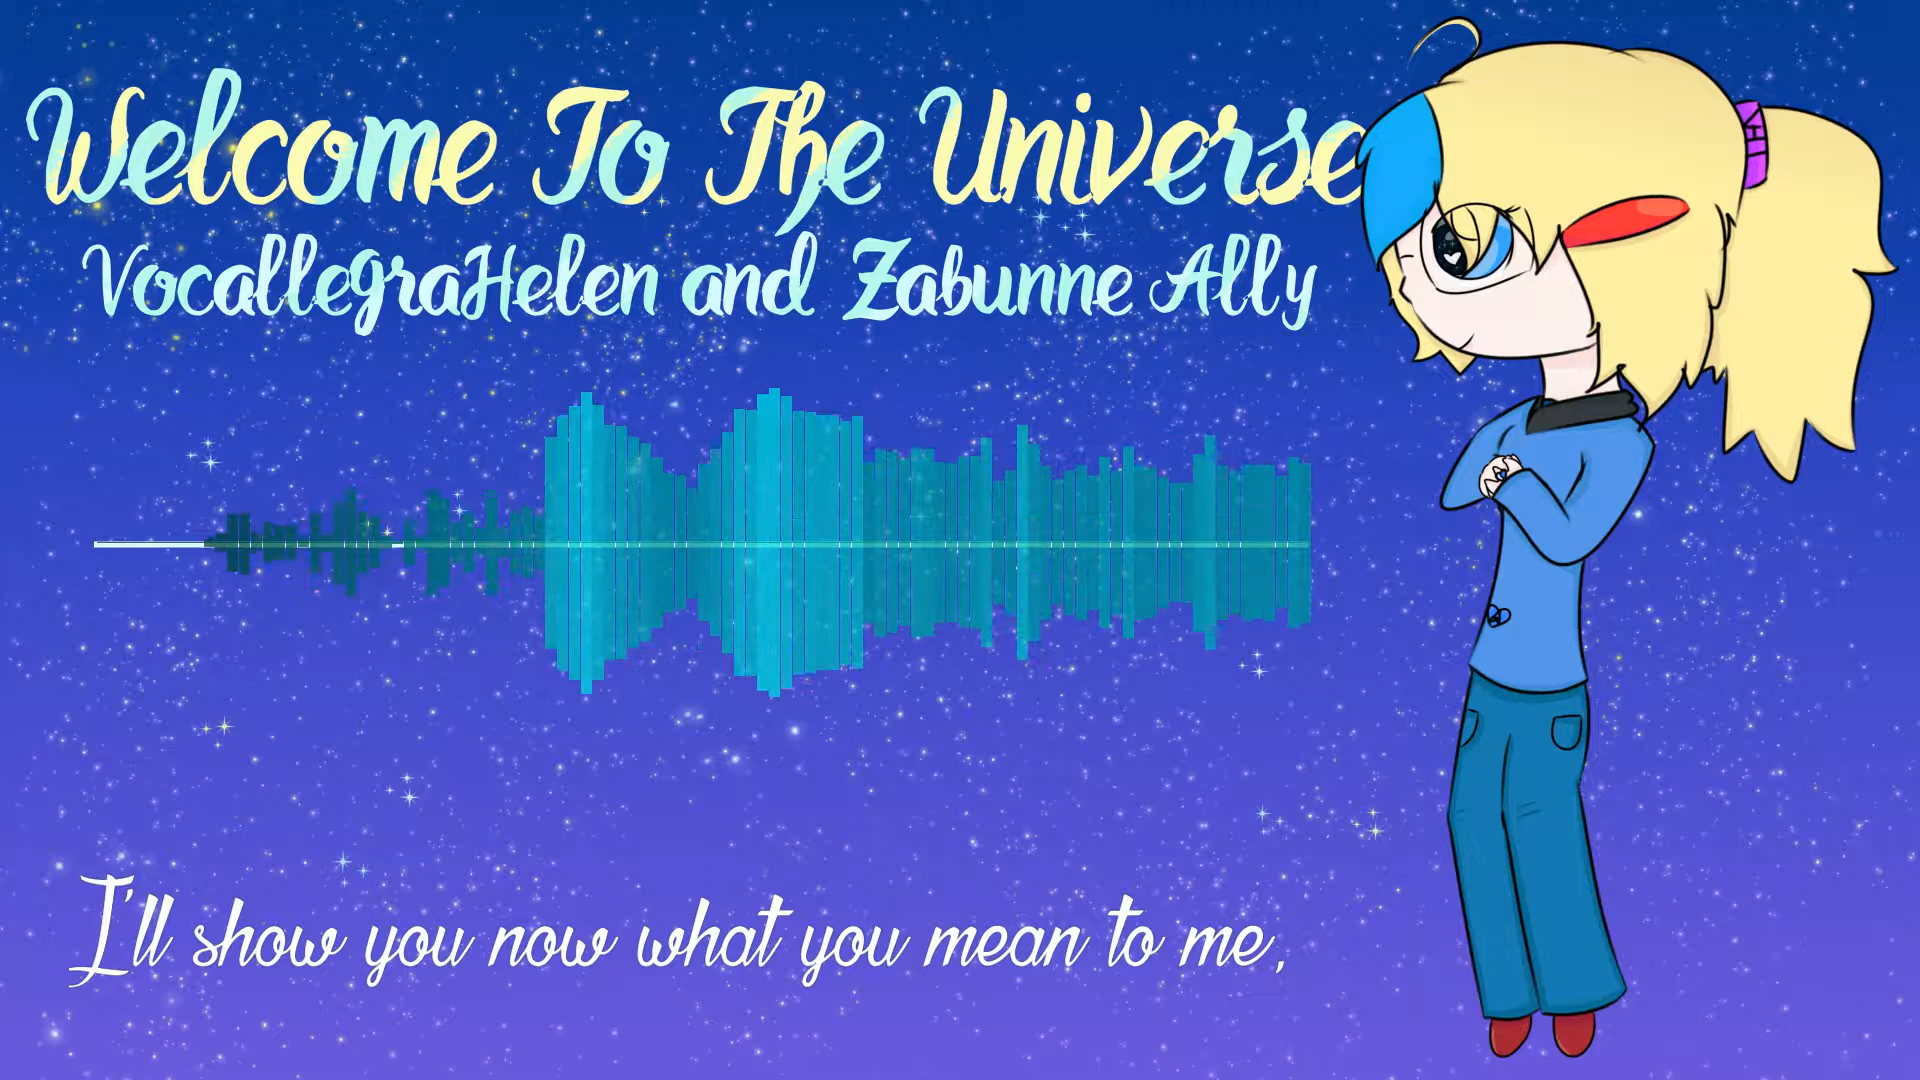 Welcome To The Universe
VocallegraHelen and Zabunne Ally
I'll show you now what you mean to me,